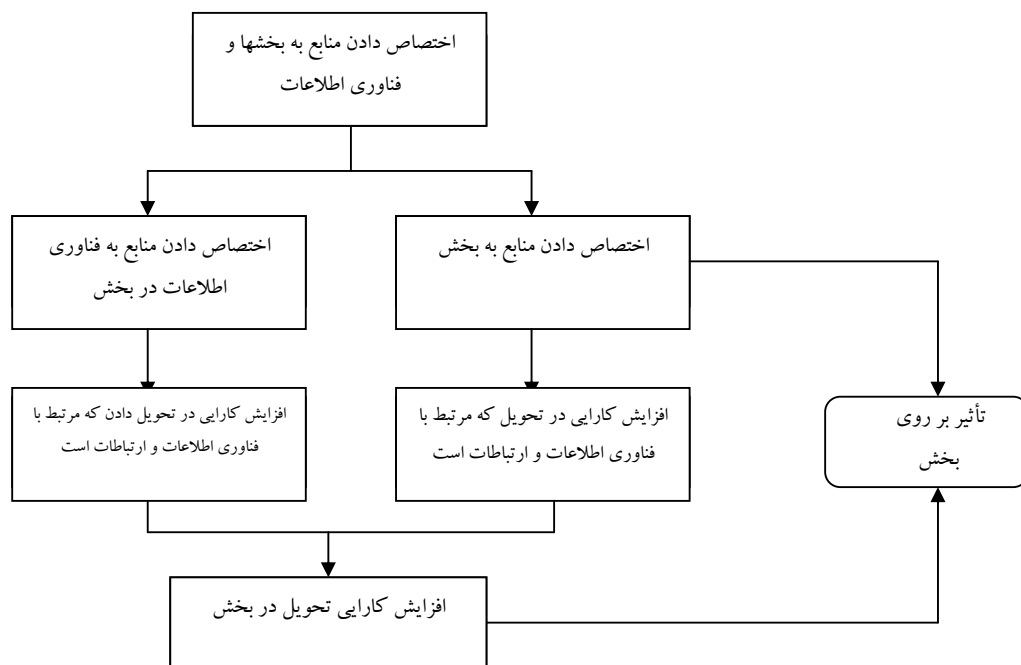 اختصاص دادن منابع به بخشها و
فناوری اطلاعات
اختصاص دادن منابع به بخش
اختصاص دادن منابع به فناوری
اطلاعات در بخش
افزایش کارایی در تحویل که مرتبط با
فناوری اطلاعات و ارتباطات است
افزایش کارایی در تحویل دادن که مرتبط با
فناوری اطلاعات و ارتباطات است
تأثیر بر روی
بخش
افزایش کارایی تحویل در بخش